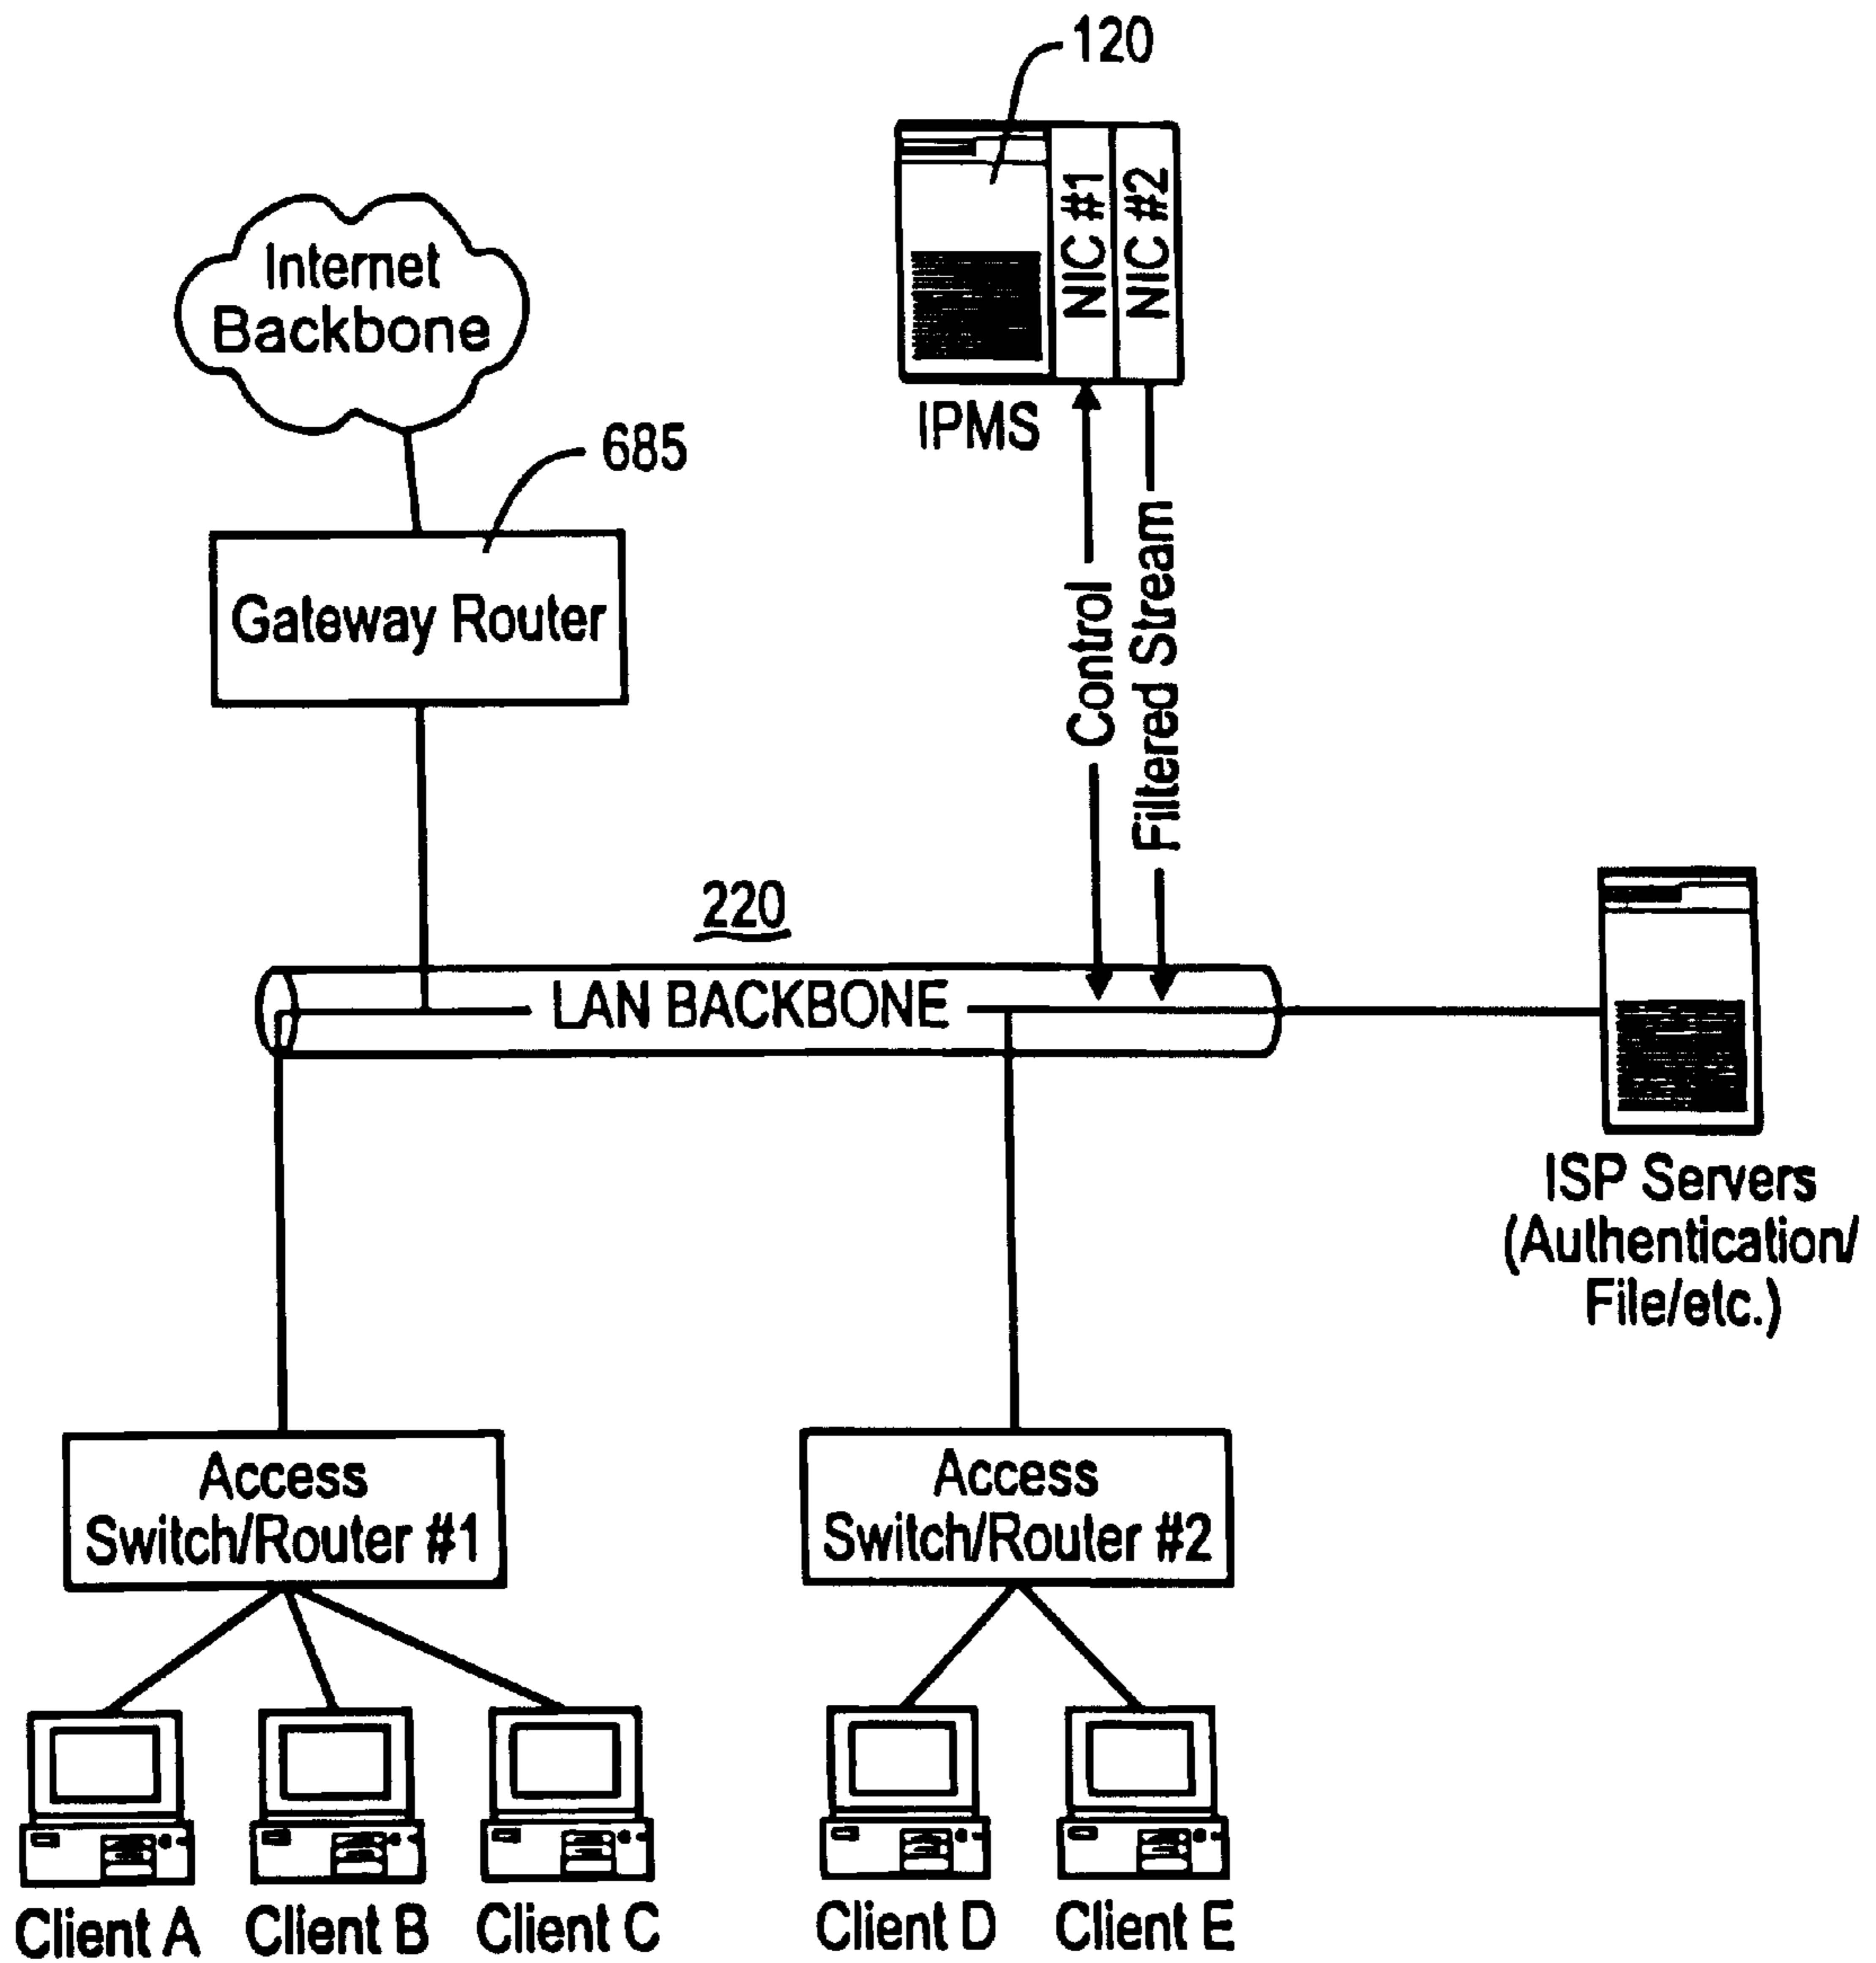 120
NIC #1
NIC #2
Internet
Backbone
IPMS
685
Gateway Router
Control
Filtered Stream
220
LAN BACKBONE
ISP Servers
(Authentication/
File/etc.)
Access
Switch/Router #1
Access
Switch/Router #2
Client A
Client B
Client C
Client D
Client E